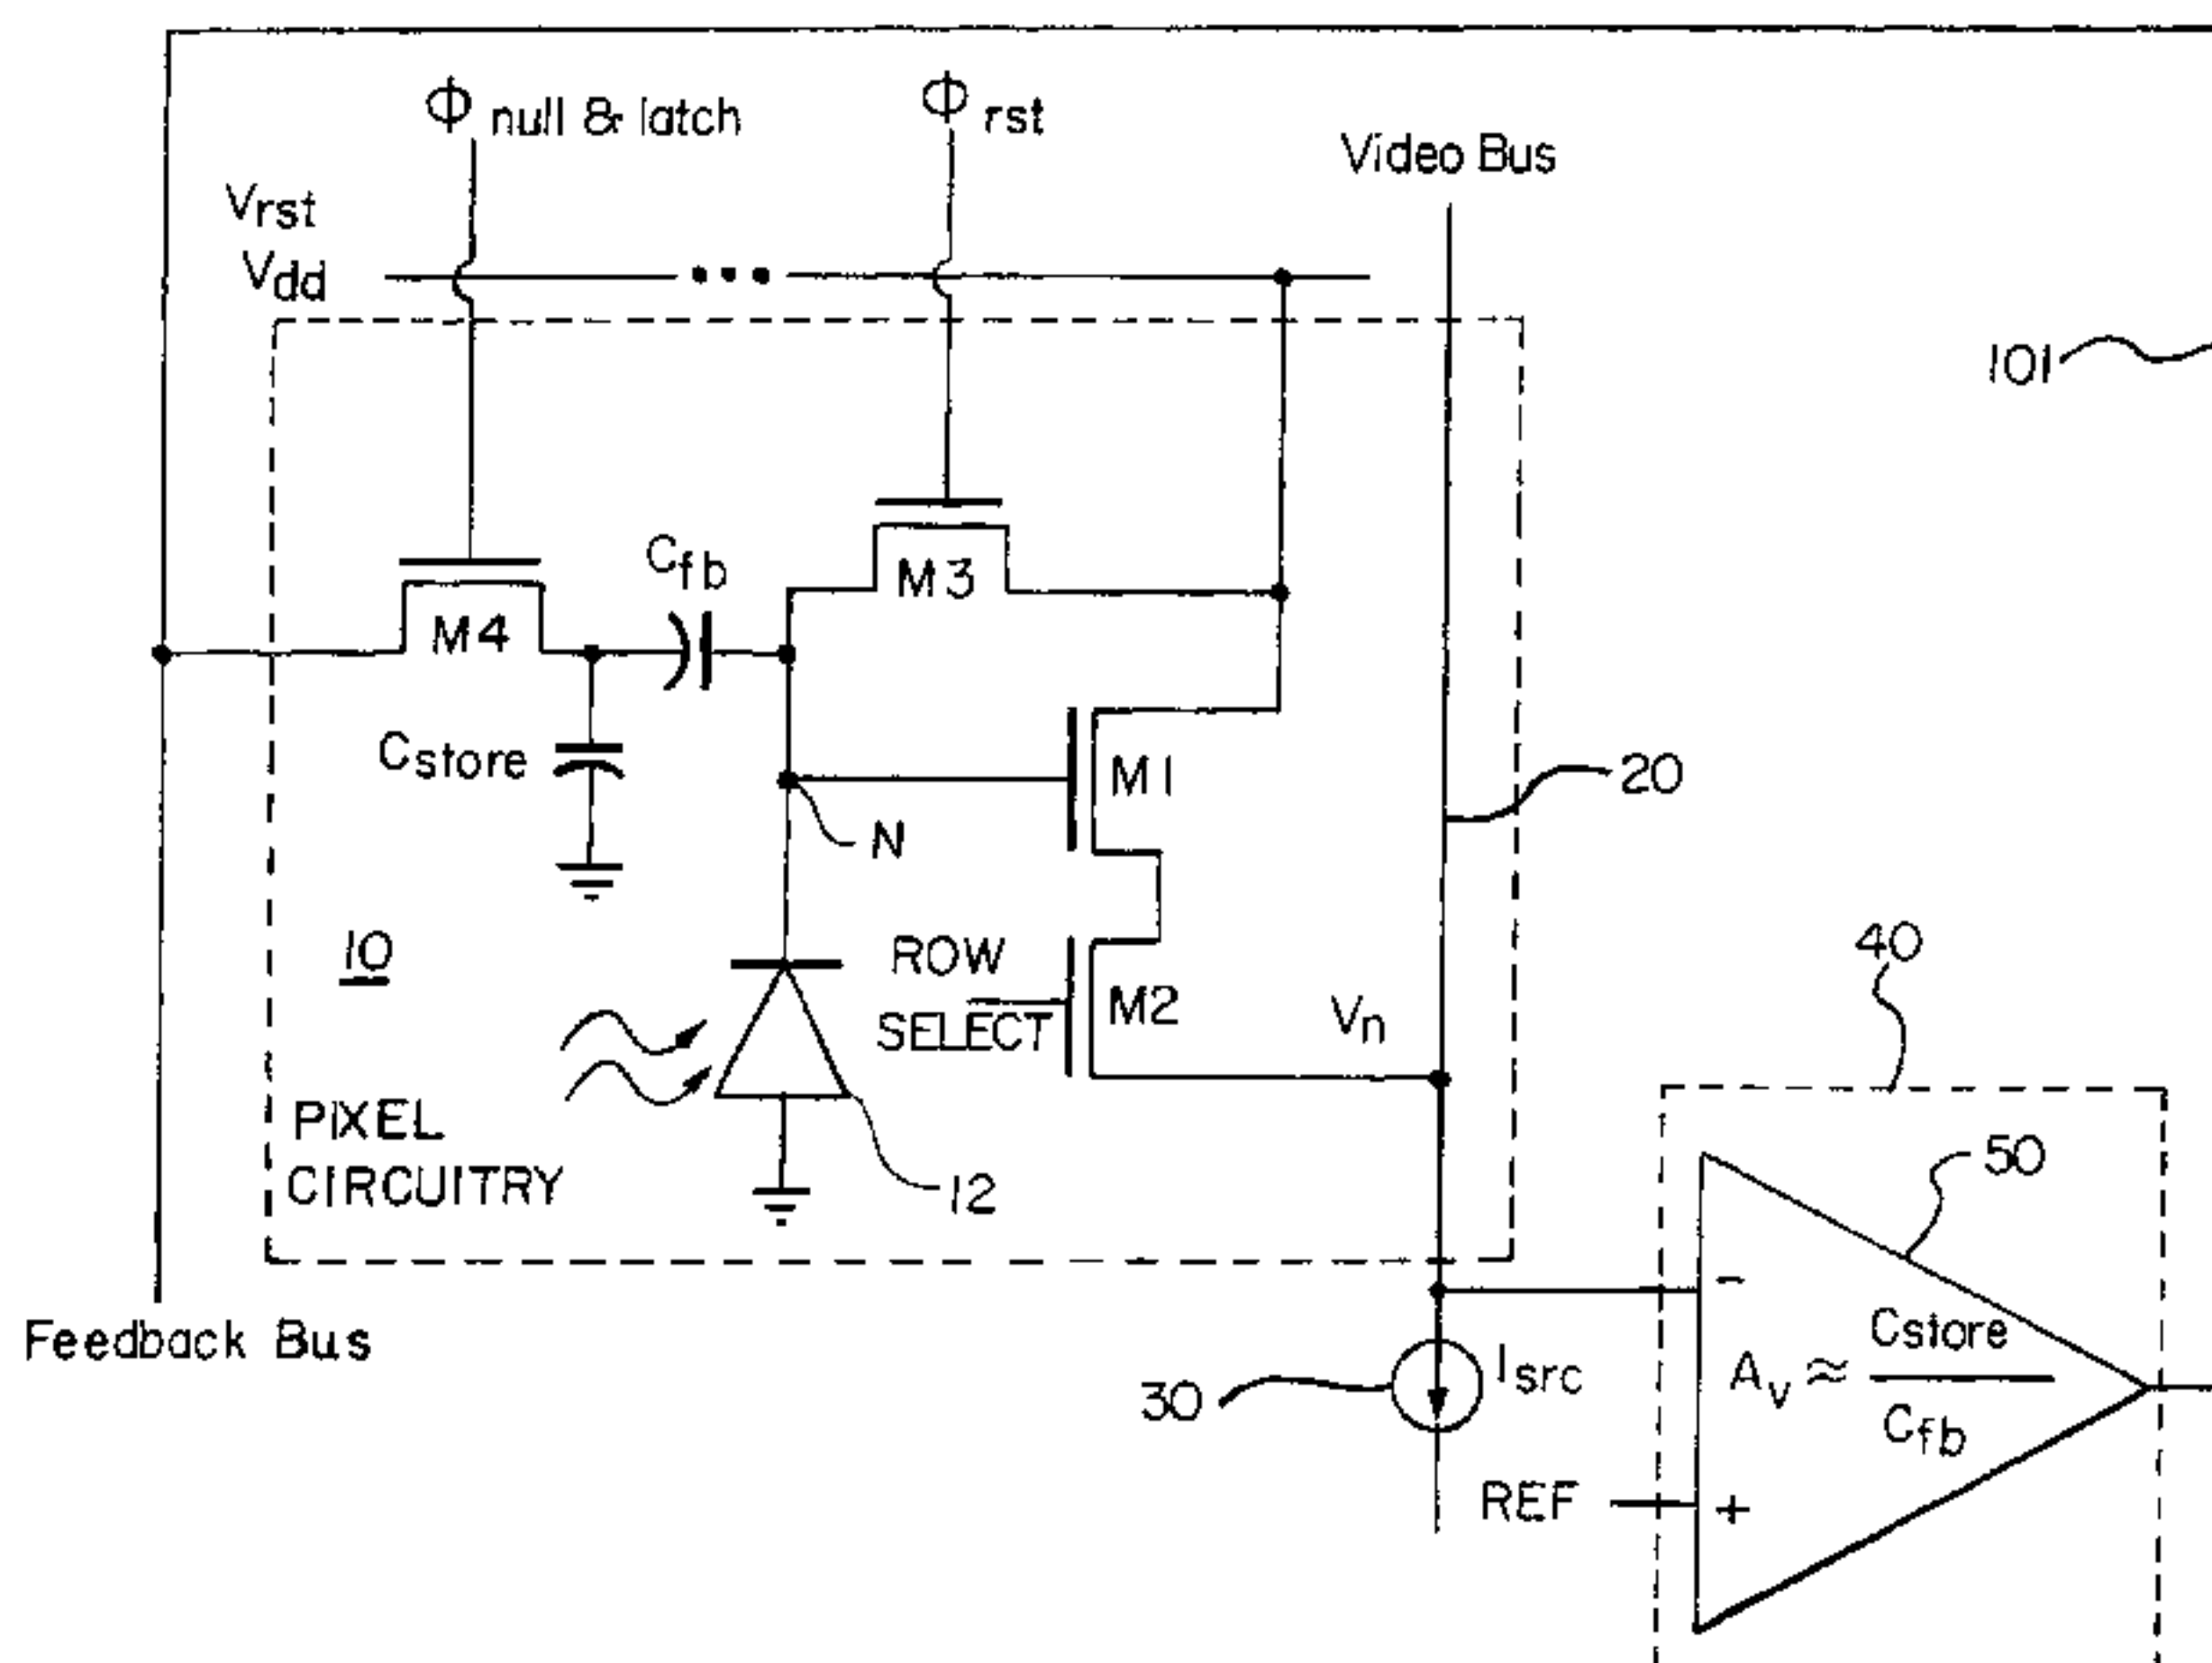 Φ null & latch
Φ rst
Video Bus
Vrst
Vdd
101
Cfb
M3
M4
Cstore
M1
20
N
10
ROW
SELECT
M2
Vn
40
PIXEL
CIRCUITRY
12
50
Feedback Bus
-
Cstore
Av ≈
Cfb
30
Isrc
REF
+